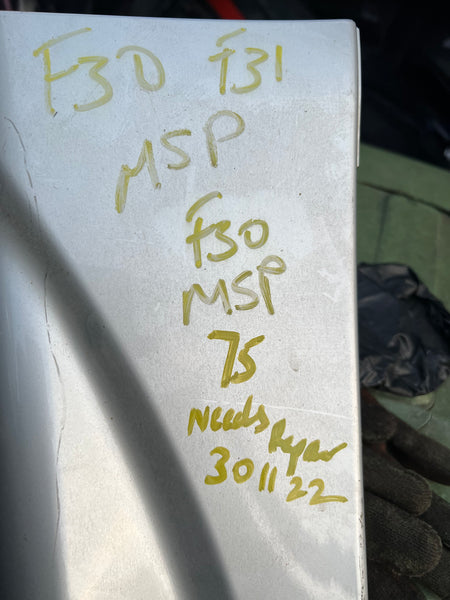 F30 F31
MSP
F30
MSP
75
Needs Repair
30 11 22